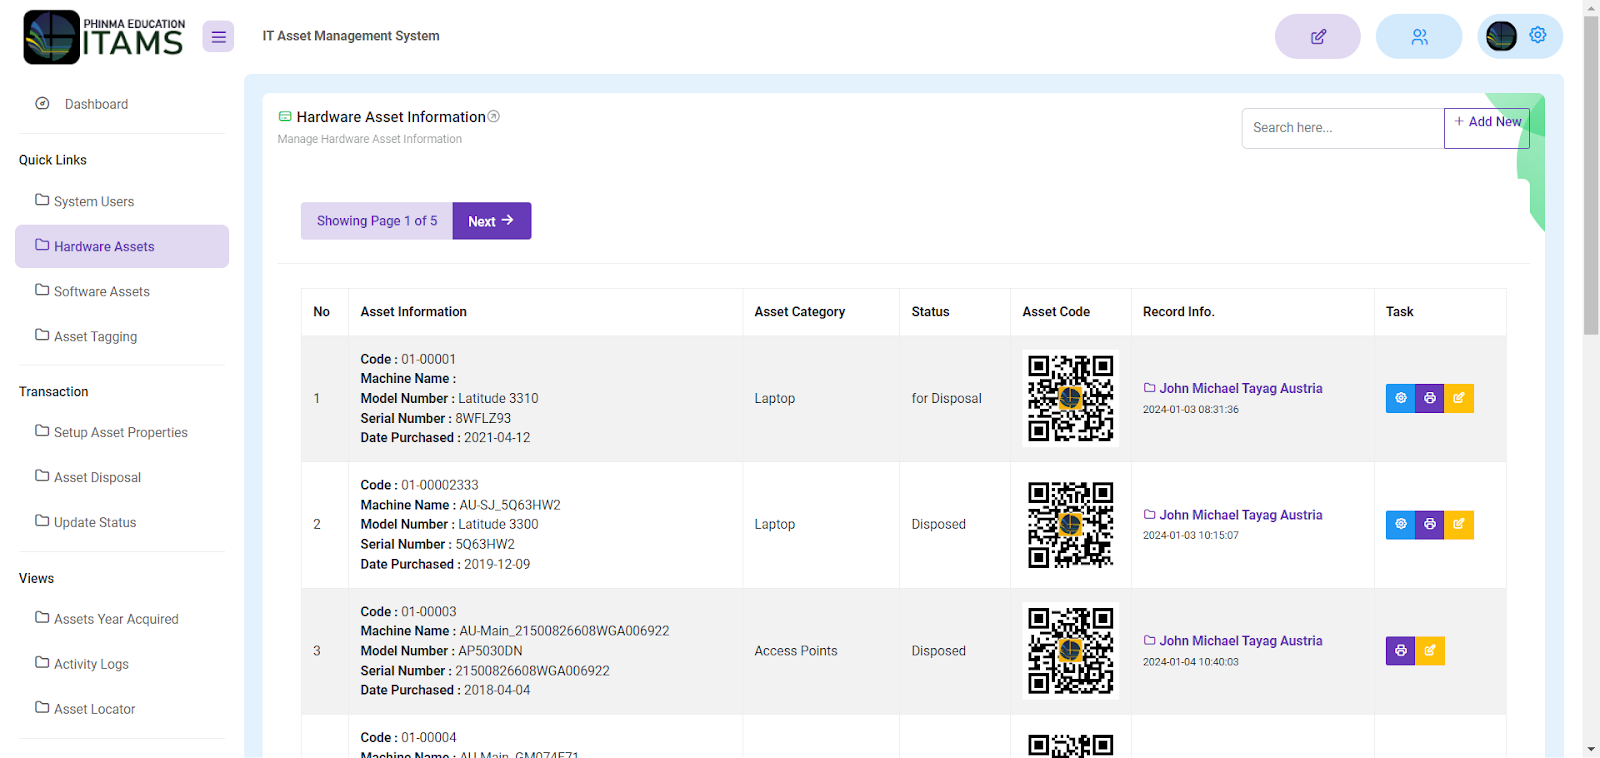 PHINMA EDUCATION
ITAMS
IT Asset Management System
Dashboard
Quick Links
System Users
Hardware Assets
Software Assets
Asset Tagging
Transaction
Setup Asset Properties
Asset Disposal
Update Status
Views
Assets Year Acquired
Activity Logs
Asset Locator
Hardware Asset Information
Manage Hardware Asset Information
Search here...
+ Add New
Showing Page 1 of 5 Next →
No Asset Information Asset Category Status Asset Code Record Info. Task
1
Code : 01-00001
Machine Name :
Model Number : Latitude 3310
Serial Number : 8WFLZ93
Date Purchased : 2021-04-12
Laptop
for Disposal
John Michael Tayag Austria
2024-01-03 08:31:36
2
Code : 01-00002333
Machine Name : AU-SJ_5Q63HW2
Model Number : Latitude 3300
Serial Number : 5Q63HW2
Date Purchased : 2019-12-09
Laptop
Disposed
John Michael Tayag Austria
2024-01-03 10:15:07
3
Code : 01-00003
Machine Name : AU-Main_21500826608WGA006922
Model Number : AP5030DN
Serial Number : 21500826608WGA006922
Date Purchased : 2018-04-04
Access Points
Disposed
John Michael Tayag Austria
2024-01-04 10:40:03
Code : 01-00004
Machine Name : AU-Main_GM074F71